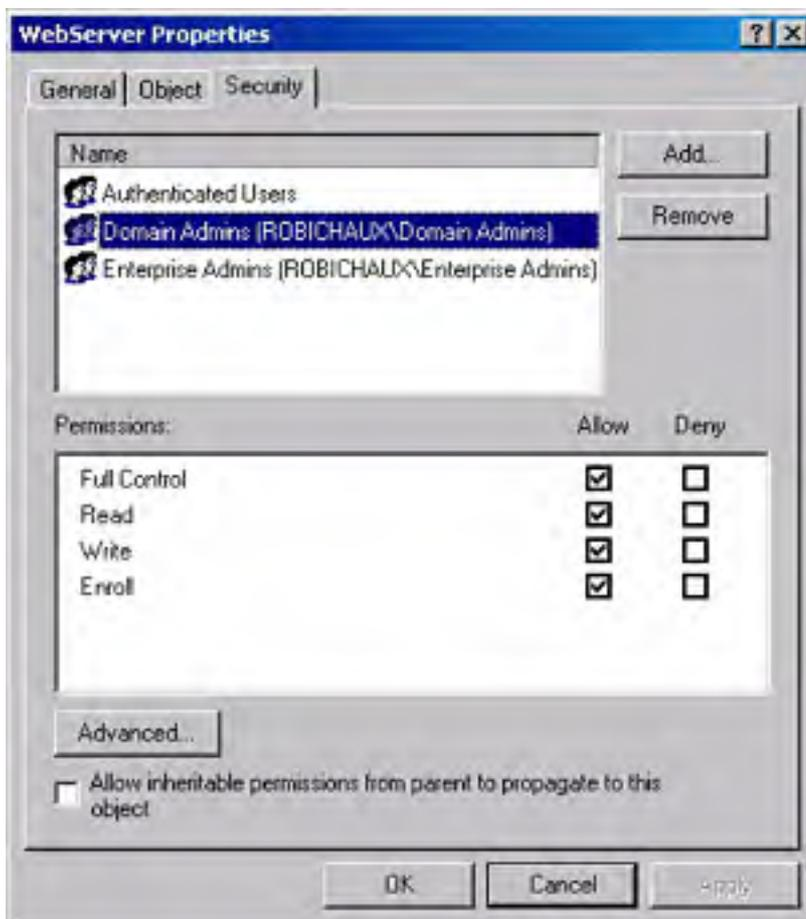 WebServer Properties
General Object Security
Name
Add...
Authenticated Users
Domain Admins (ROBICHAUX\Domain Admins)
Remove
Enterprise Admins (ROBICHAUX\Enterprise Admins)
Permissions: Allow Deny
Full Control
Read
Write
Enroll
Advanced...
Allow inheritable permissions from parent to propagate to this
object
OK Cancel Apply